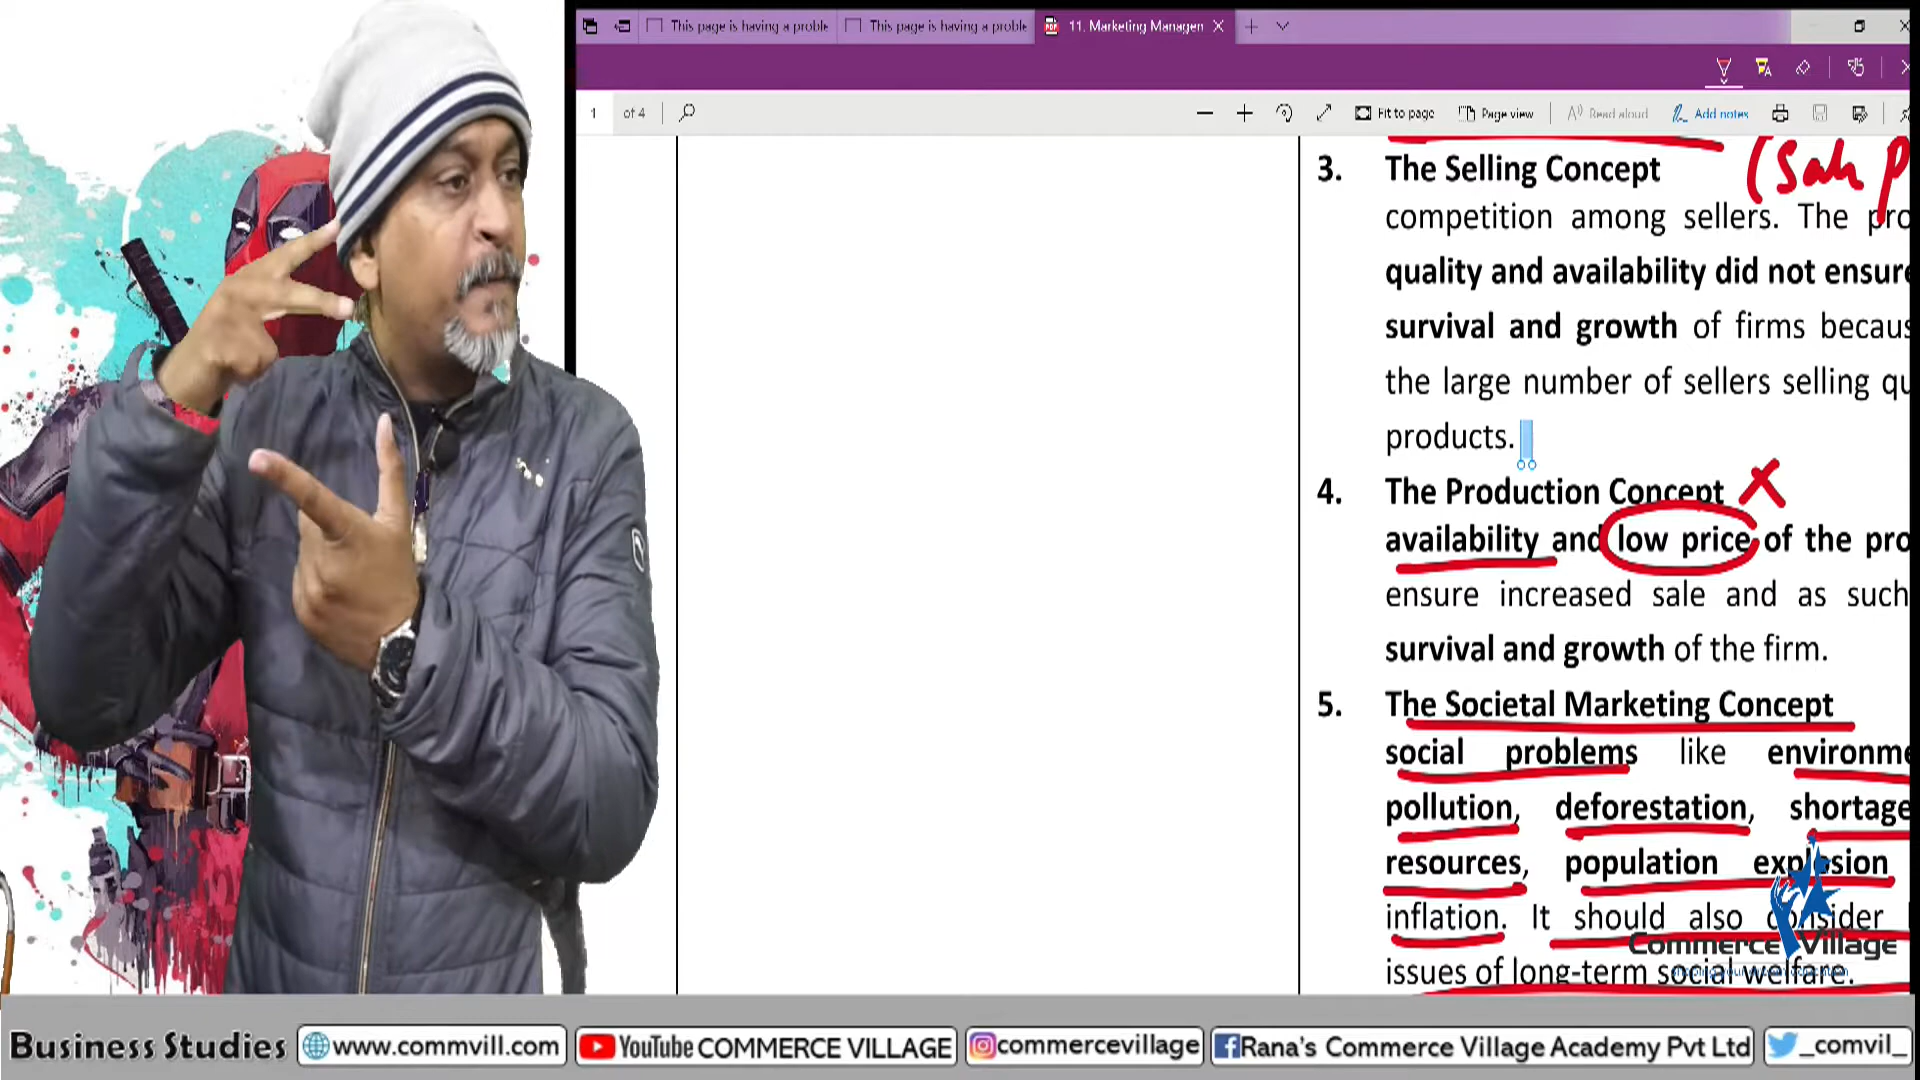 This page is having a proble
This page is having a proble
11. Marketing Managen
1 of 4
Fit to page
Page view
Read aloud
Add notes
3. The Selling Concept
competition among sellers. The pro
quality and availability did not ensure
survival and growth of firms becaus
the large number of sellers selling qu
products.
4. The Production Concept
availability and low price of the pro
ensure increased sale and as such
survival and growth of the firm.
5. The Societal Marketing Concept
social problems like environme
pollution, deforestation, shortage
resources, population explosion
inflation. It should also consider
issues of long-term social welfare.
Commerce Village
Business Studies
www.commvill.com
YouTube COMMERCE VILLAGE
commercevillage
Rana's Commerce Village Academy Pvt Ltd
_comvil_